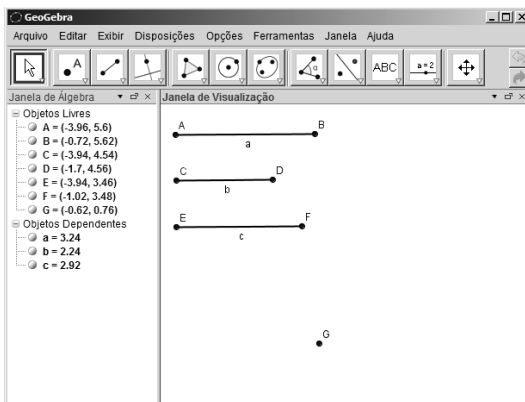 GeoGebra
Arquivo Editar Exibir Disposições Opções Ferramentas Janela Ajuda
A
α
ABC
a = 2
Janela de Álgebra
Objetos Livres
A = (-3.96, 5.6)
B = (-0.72, 5.62)
C = (-3.94, 4.54)
D = (-1.7, 4.56)
E = (-3.94, 3.46)
F = (-1.02, 3.48)
G = (-0.62, 0.76)
Objetos Dependentes
a = 3.24
b = 2.24
c = 2.92
Janela de Visualização
A B
a
C D
b
E F
c
G